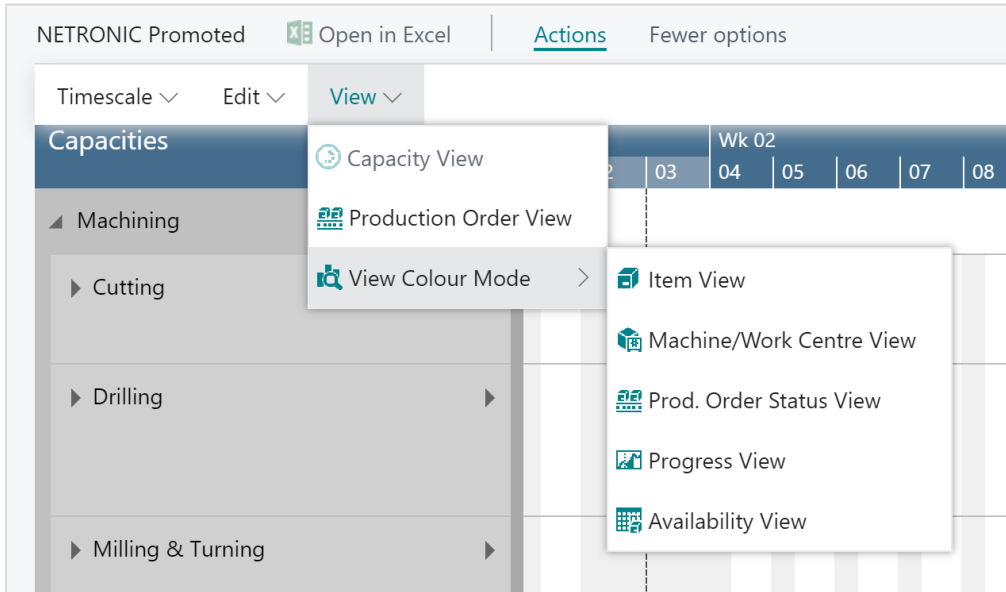 NETRONIC Promoted Open in Excel Actions Fewer options
Timescale Edit View
Capacities
Wk 02
03 04 05 06 07 08
Capacity View
Production Order View
View Colour Mode
Item View
Machine/Work Centre View
Prod. Order Status View
Progress View
Availability View
Machining
Cutting
Drilling
Milling & Turning